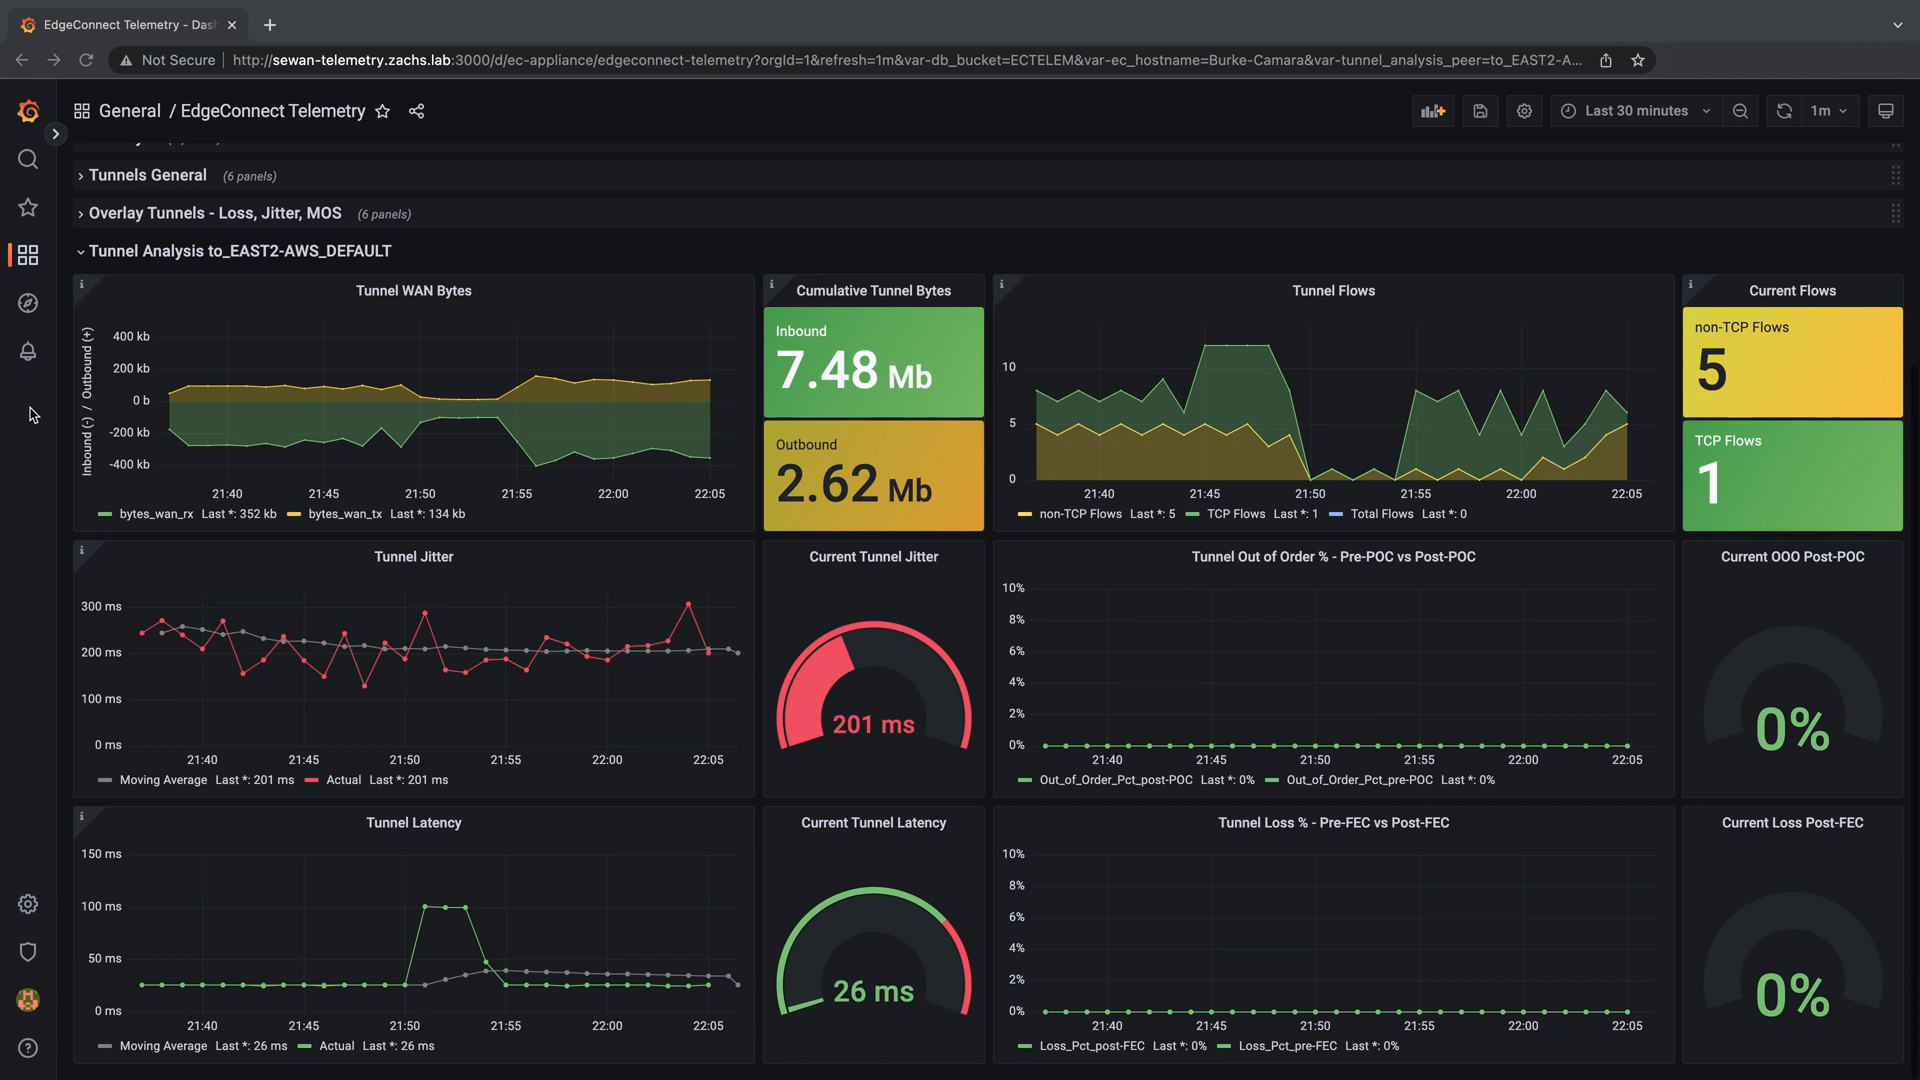 EdgeConnect Telemetry - Das
Not Secure
http://sewan-telemetry.zachs.lab:3000/d/ec-appliance/edgeconnect-telemetry?orgId=1&refresh=1m&var-db_bucket=ECTELEM&var-ec_hostname=Burke-Camara&var-tunnel_analysis_peer=to_EAST2-A...
General / EdgeConnect Telemetry
Last 30 minutes
1m
Tunnels General (6 panels)
Overlay Tunnels - Loss, Jitter, MOS (6 panels)
Tunnel Analysis to_EAST2-AWS_DEFAULT
Tunnel WAN Bytes
Inbound (-) / Outbound (+)
400 kb
200 kb
0 b
-200 kb
-400 kb
21:40 21:45 21:50 21:55 22:00 22:05
bytes_wan_rx Last *: 352 kb bytes_wan_tx Last *: 134 kb
Cumulative Tunnel Bytes
Inbound
7.48 Mb
Outbound
2.62 Mb
Tunnel Flows
10
5
0
21:40 21:45 21:50 21:55 22:00 22:05
non-TCP Flows Last *: 5 TCP Flows Last *: 1 Total Flows Last *: 0
Current Flows
non-TCP Flows
5
TCP Flows
1
Tunnel Jitter
300 ms
200 ms
100 ms
0 ms
21:40 21:45 21:50 21:55 22:00 22:05
Moving Average Last *: 201 ms Actual Last *: 201 ms
Current Tunnel Jitter
201 ms
Tunnel Out of Order % - Pre-POC vs Post-POC
10%
8%
6%
4%
2%
0%
21:40 21:45 21:50 21:55 22:00 22:05
Out_of_Order_Pct_post-POC Last *: 0% Out_of_Order_Pct_pre-POC Last *: 0%
Current OOO Post-POC
0%
Tunnel Latency
150 ms
100 ms
50 ms
0 ms
21:40 21:45 21:50 21:55 22:00 22:05
Moving Average Last *: 26 ms Actual Last *: 26 ms
Current Tunnel Latency
26 ms
Tunnel Loss % - Pre-FEC vs Post-FEC
10%
8%
6%
4%
2%
0%
21:40 21:45 21:50 21:55 22:00 22:05
Loss_Pct_post-FEC Last *: 0% Loss_Pct_pre-FEC Last *: 0%
Current Loss Post-FEC
0%